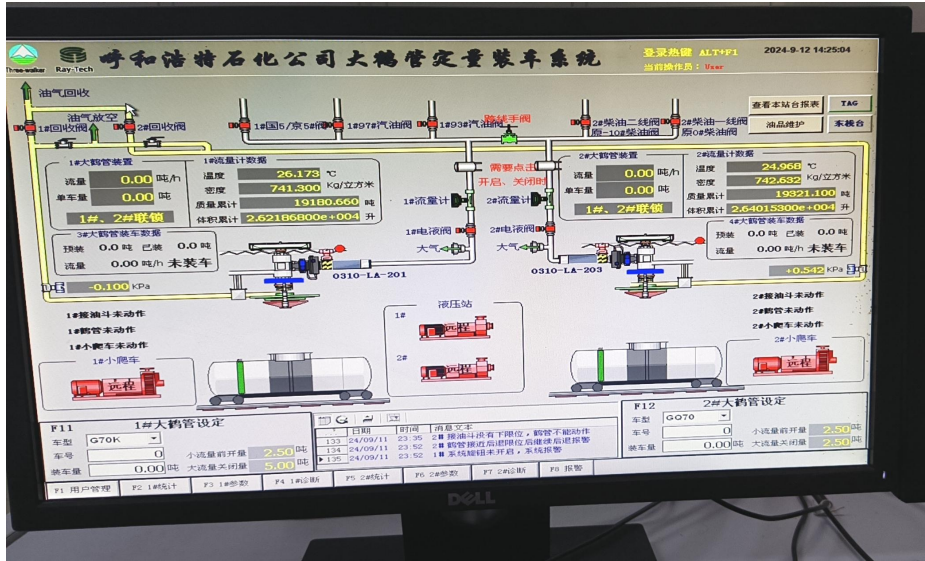 Three-waker
Ray-Tech
呼和浩特石化公司大鹤管定量装车系统
登录热键 ALT+F1
当前操作员：User
2024-9-12 14:25:04
油气回收
油气放空
1#回收阀
2#回收阀
1#国5/京5#阀
1#97#汽油阀
1#93#汽油阀
跨线手阀
2#柴油二线阀
原-10#柴油阀
2#柴油一线阀
原0#柴油阀
查看本站台报表
TAG
油品维护
东栈台
1#大鹤管装置
流量 0.00 吨/h
单车量 0.00 吨
1#、2#联锁
1#流量计数据
温度 26.173 ℃
密度 741.300 Kg/立方米
质量累计 19180.660 吨
体积累计 2.62186800e+004 升
需要点击
开启、关闭时
1#流量计
2#流量计
1#电液阀
2#电液阀
大气
大气
2#大鹤管装置
流量 0.00 吨/h
单车量 0.00 吨
1#、2#联锁
2#流量计数据
温度 24.968 ℃
密度 742.632 Kg/立方米
质量累计 19321.100 吨
体积累计 2.64015300e+004 升
3#大鹤管装车数据
预装 0.0 吨 已装 0.0 吨
流量 0.00 吨/h 未装车
4#大鹤管装车数据
预装 0.0 吨 已装 0.0 吨
流量 0.00 吨/h 未装车
0310-LA-201
0310-LA-203
-0.100 KPa
+0.542 KPa
1#接油斗未动作
1#鹤管未动作
1#小爬车未动作
液压站
1#
远程
2#
远程
2#接油斗未动作
2#鹤管未动作
2#小爬车未动作
1#小爬车
远程
2#小爬车
远程
F11 1#大鹤管设定
车型 G70K
车号 0 小流量前开量 2.50 吨
装车量 0.00 吨 大流量关闭量 5.00 吨
日期 时间 消息文本
133 24/09/11 23:35 2# 接油斗没有下限位，鹤管不能动作
134 24/09/11 23:52 2# 鹤管接近后退限位后继续后退报警
135 24/09/11 23:52 1# 系统旋钮未开启，系统报警
F12 2#大鹤管设定
车型 GQ70
车号 0 小流量前开量 2.50 吨
装车量 0.00 吨 大流量关闭量 2.50 吨
F1 用户管理
F2 1#统计
F3 1#参数
F4 1#诊断
F5 2#统计
F6 2#参数
F7 2#诊断
F8 报警
DELL